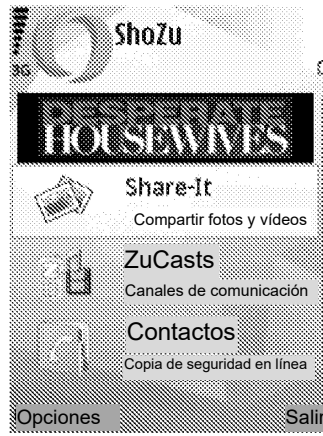 ShoZu
3G
DESPERATE
HOUSEWIVES
Share-It
Compartir fotos y vídeos
ZuCasts
Canales de comunicación
Contactos
Copia de seguridad en línea
Opciones
Salir